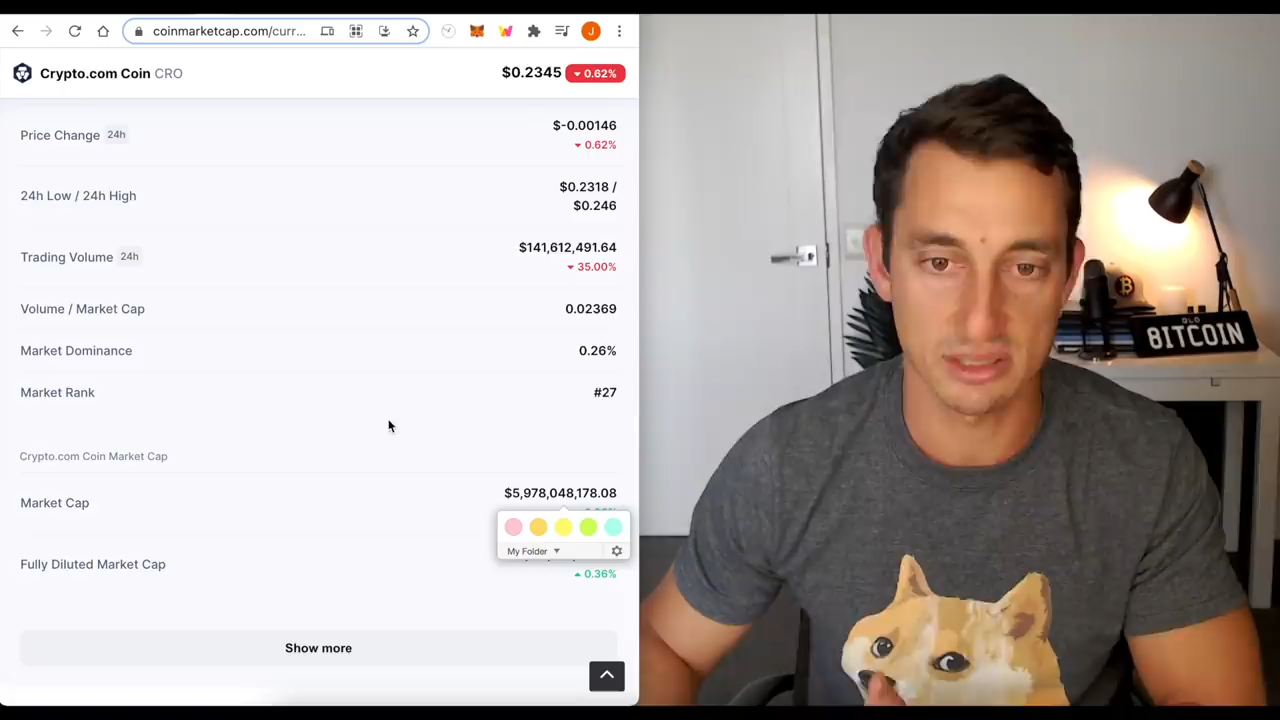 coinmarketcap.com/curr...
J
Crypto.com Coin CRO
$0.2345
0.62%
Price Change 24h
$-0.00146
0.62%
24h Low / 24h High
$0.2318 /
$0.246
Trading Volume 24h
$141,612,491.64
35.00%
Volume / Market Cap
0.02369
Market Dominance
0.26%
Market Rank
#27
Crypto.com Coin Market Cap
Market Cap
$5,978,048,178.08
My Folder
Fully Diluted Market Cap
0.36%
Show more
QLD
BITCOIN